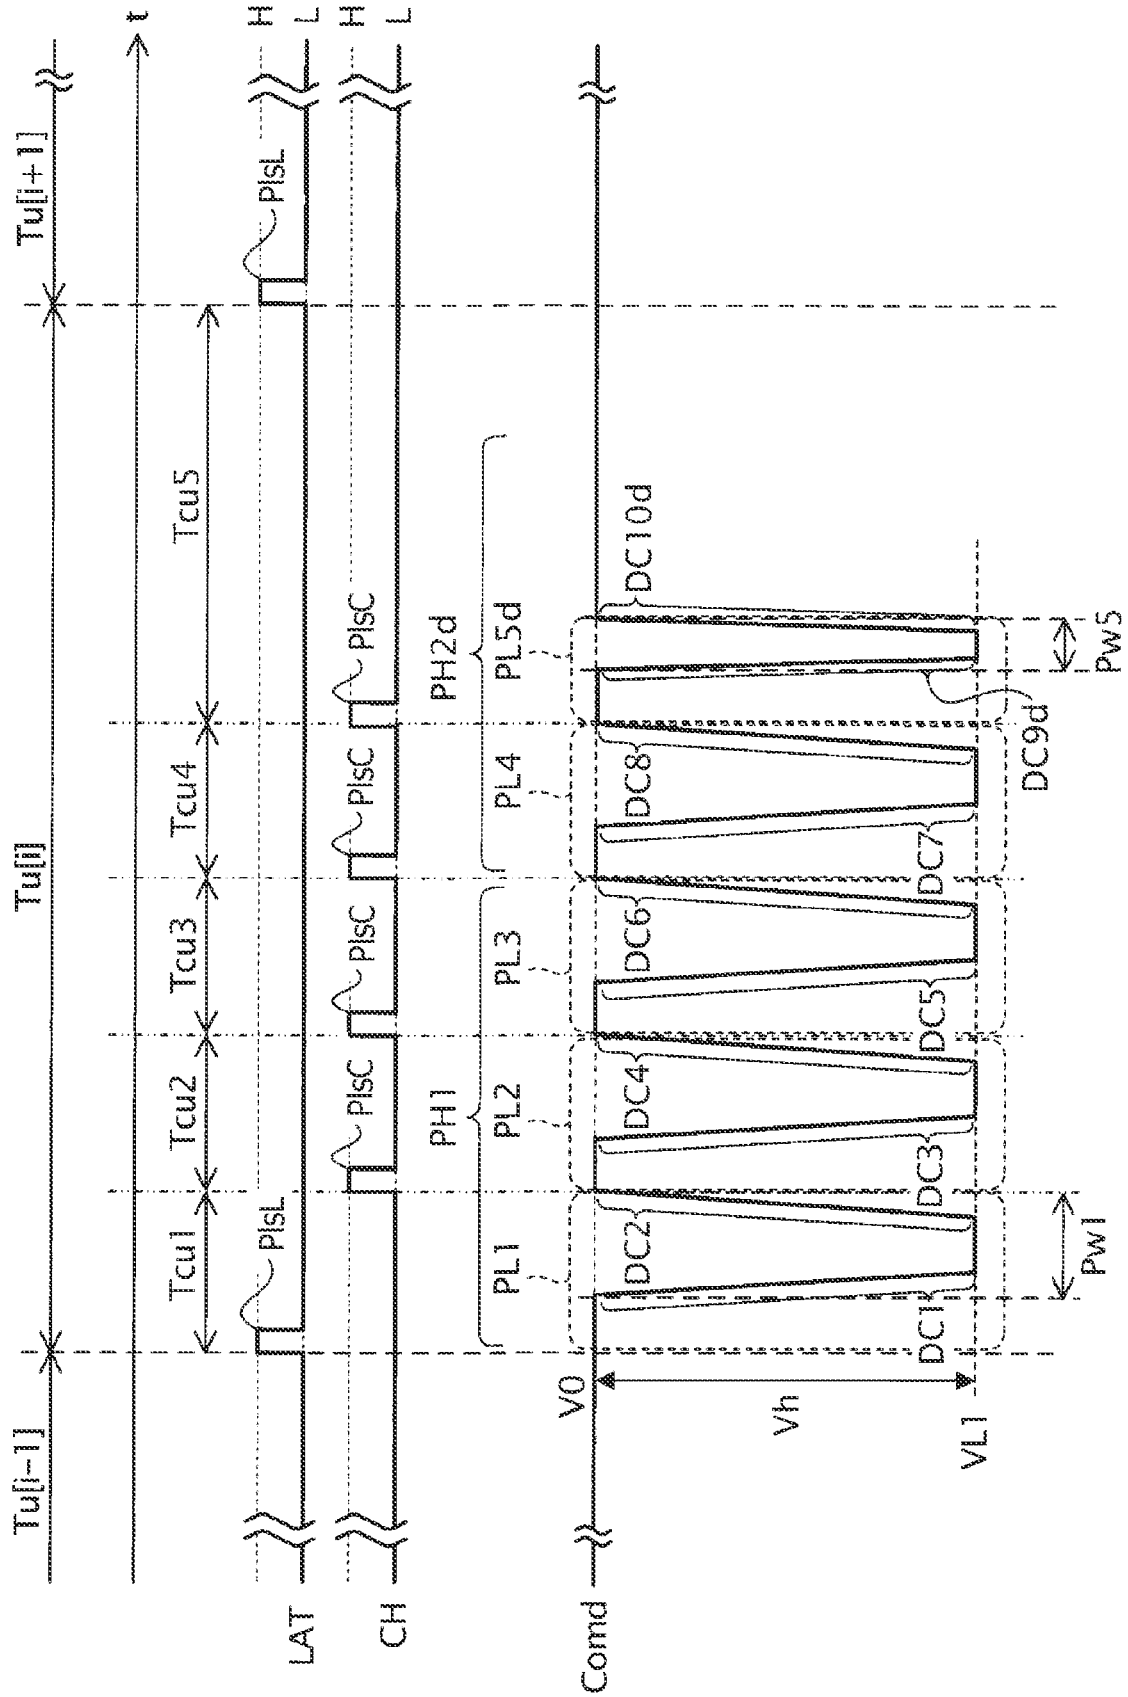 Tu[i-1]
Tu[i]
Tu[i+1]
t
Tcu1
Tcu2
Tcu3
Tcu4
Tcu5
LAT
PlsL
PlsL
H
L
CH
PlsC
PlsC
PlsC
PlsC
H
L
PH1
PH2d
PL1
PL2
PL3
PL4
PL5d
Comd
V0
Vh
VL1
DC2
DC4
DC6
DC8
DC10d
DC1
DC3
DC5
DC7
DC9d
Pw1
Pw5